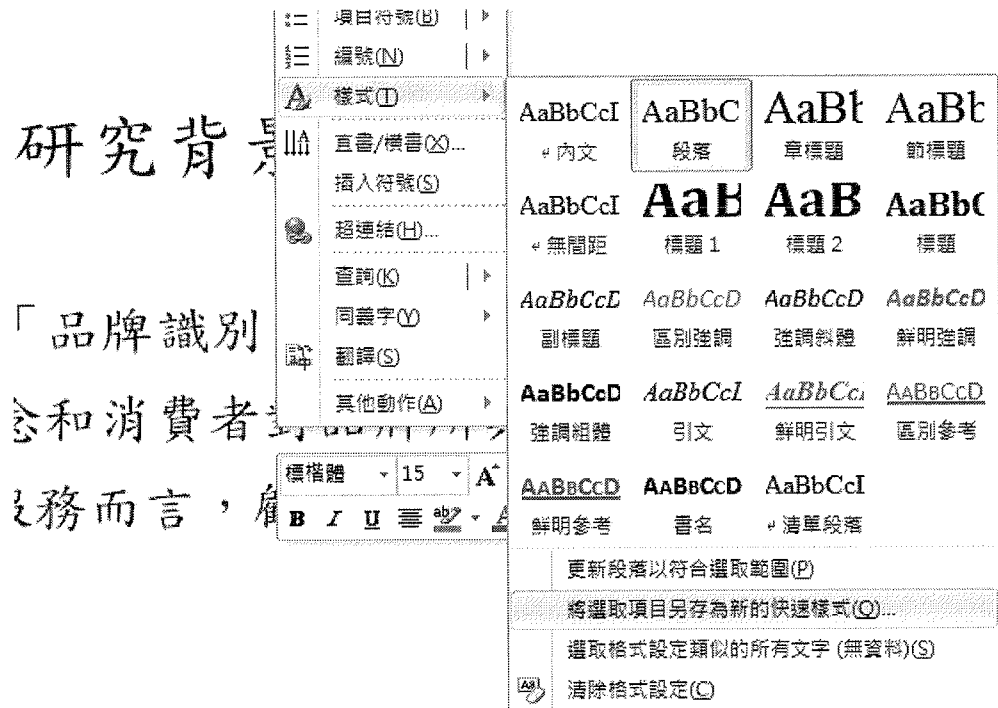 項目符號(B)
編號(N)
樣式(T)
直書/橫書(X)...
插入符號(S)
超連結(H)...
查詢(K)
同義字(Y)
翻譯(S)
其他動作(A)
標楷體 15 A
B I U ab A
AaBbCcI AaBbC AaBb AaBb
內文 段落 章標題 節標題
AaBbCcI AaB AaB AaBb(
無間距 標題 1 標題 2 標題
AaBbCcD AaBbCcD AaBbCcD AaBbCcD
副標題 區別強調 強調斜體 鮮明強調
AaBbCcD AaBbCcI AaBbCc AABBCCD
強調粗體 引文 鮮明引文 區別參考
AABBCCD AABBCCD AaBbCcI
鮮明參考 書名 清單段落
更新段落以符合選取範圍(P)
將選取項目另存為新的快速樣式(Q)...
選取格式設定類似的所有文字 (無資料)(S)
清除格式設定(C)
研究背景
「品牌識別
念和消費者對品牌所
務而言，顧